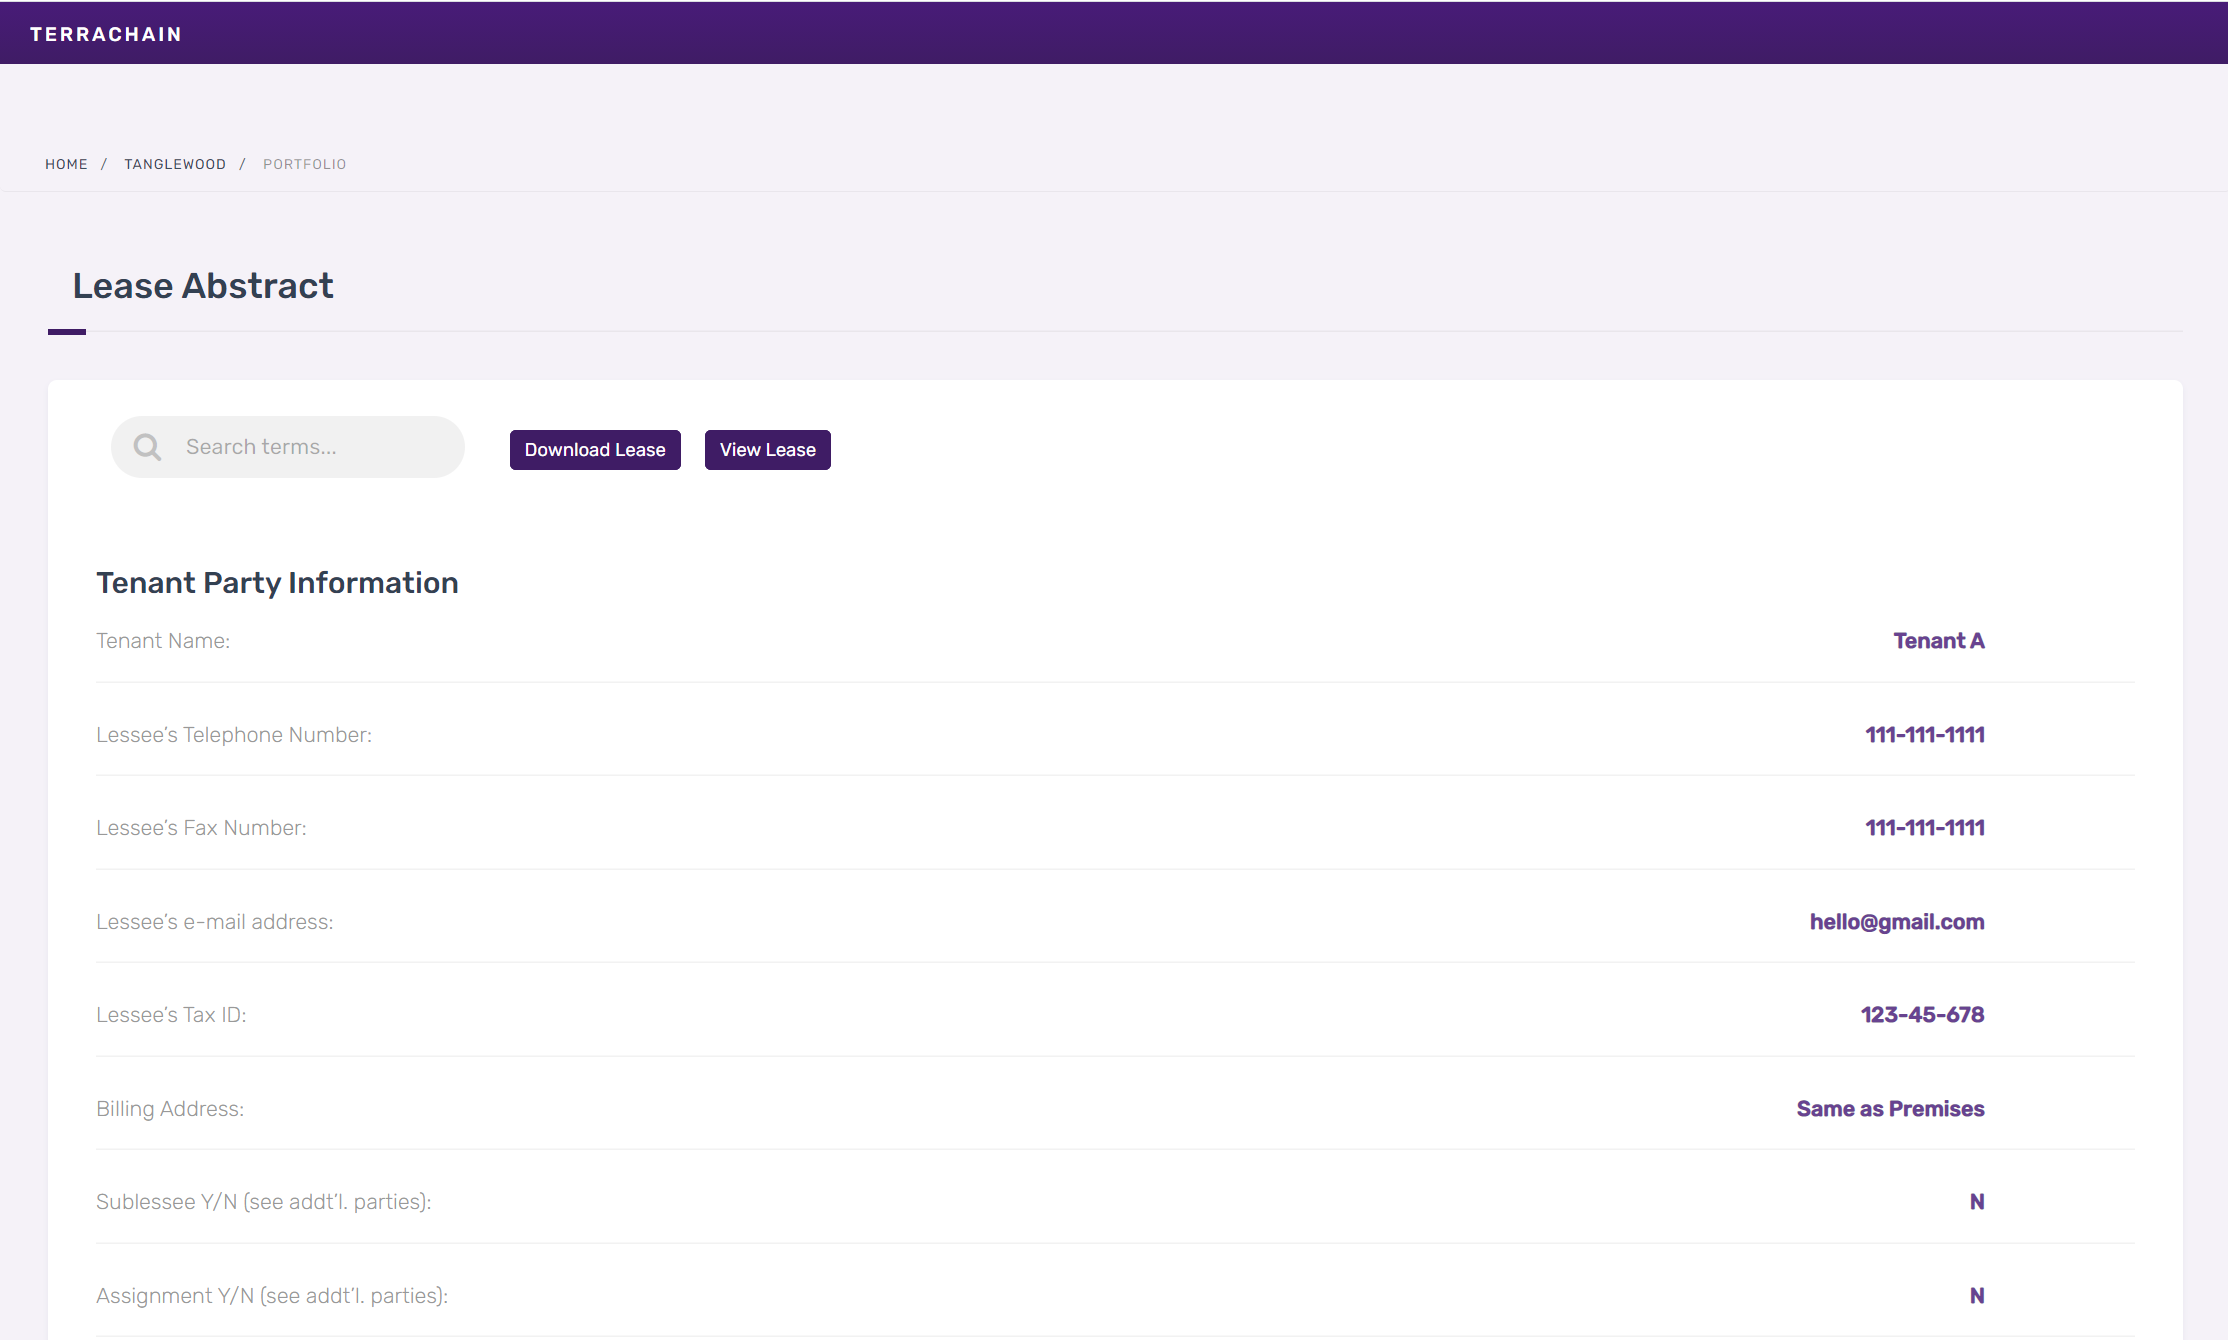 TERRACHAIN
HOME / TANGLEWOOD / PORTFOLIO
Lease Abstract
Search terms...
Download Lease
View Lease
Tenant Party Information
Tenant Name: Tenant A
Lessee's Telephone Number: 111-111-1111
Lessee's Fax Number: 111-111-1111
Lessee's e-mail address: hello@gmail.com
Lessee's Tax ID: 123-45-678
Billing Address: Same as Premises
Sublessee Y/N (see addt'l. parties): N
Assignment Y/N (see addt'l. parties): N